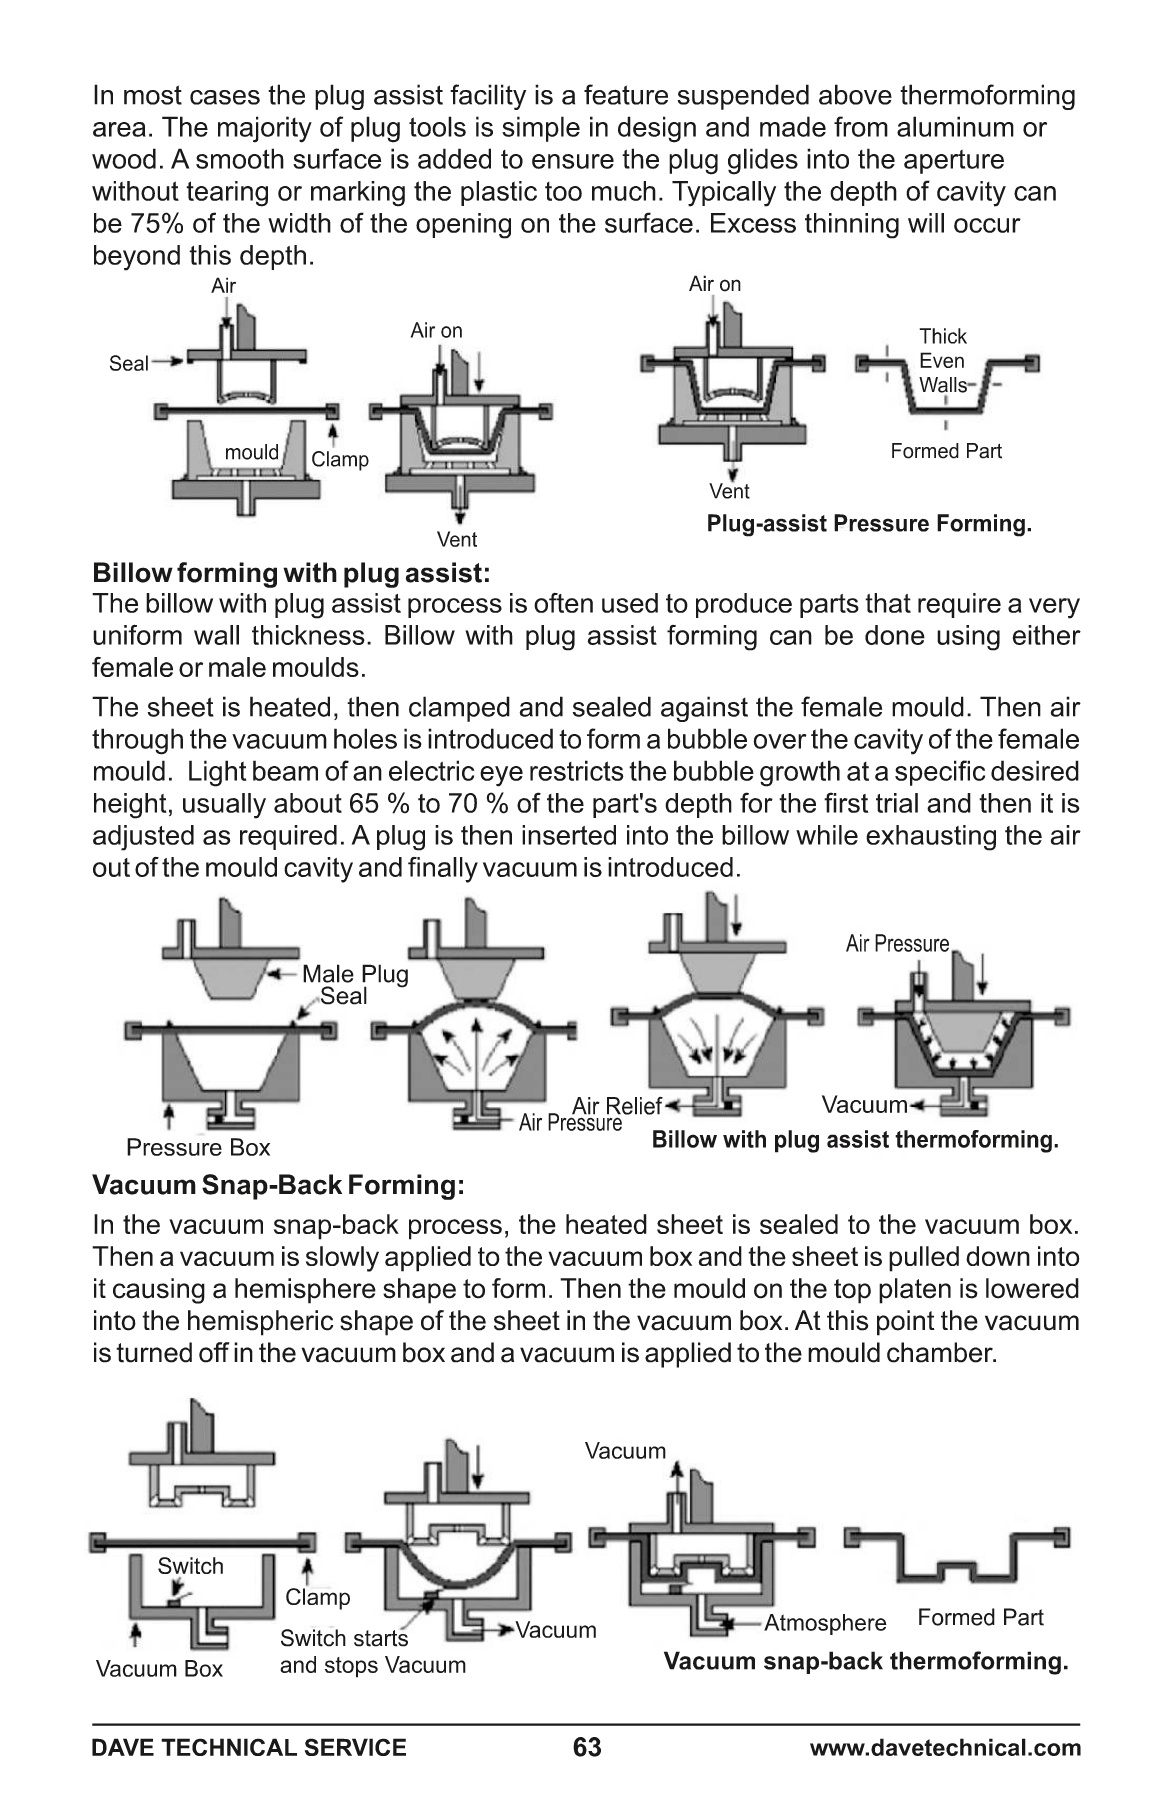 In most cases the plug assist facility is a feature suspended above thermoforming
area. The majority of plug tools is simple in design and made from aluminum or
wood. A smooth surface is added to ensure the plug glides into the aperture
without tearing or marking the plastic too much. Typically the depth of cavity can
be 75% of the width of the opening on the surface. Excess thinning will occur
beyond this depth.
Air
Seal
mould
Clamp
Air on
Vent
Air on
Vent
Thick
Even
Walls
Formed Part
Plug-assist Pressure Forming.
Billow forming with plug assist:
The billow with plug assist process is often used to produce parts that require a very
uniform wall thickness. Billow with plug assist forming can be done using either
female or male moulds.
The sheet is heated, then clamped and sealed against the female mould. Then air
through the vacuum holes is introduced to form a bubble over the cavity of the female
mould. Light beam of an electric eye restricts the bubble growth at a specific desired
height, usually about 65 % to 70 % of the part's depth for the first trial and then it is
adjusted as required. A plug is then inserted into the billow while exhausting the air
out of the mould cavity and finally vacuum is introduced.
Male Plug
Seal
Pressure Box
Air Pressure
Air Relief
Air Pressure
Vacuum
Billow with plug assist thermoforming.
Vacuum Snap-Back Forming:
In the vacuum snap-back process, the heated sheet is sealed to the vacuum box.
Then a vacuum is slowly applied to the vacuum box and the sheet is pulled down into
it causing a hemisphere shape to form. Then the mould on the top platen is lowered
into the hemispheric shape of the sheet in the vacuum box. At this point the vacuum
is turned off in the vacuum box and a vacuum is applied to the mould chamber.
Switch
Clamp
Vacuum Box
Switch starts
and stops Vacuum
Vacuum
Vacuum
Atmosphere
Formed Part
Vacuum snap-back thermoforming.
DAVE TECHNICAL SERVICE
63
www.davetechnical.com